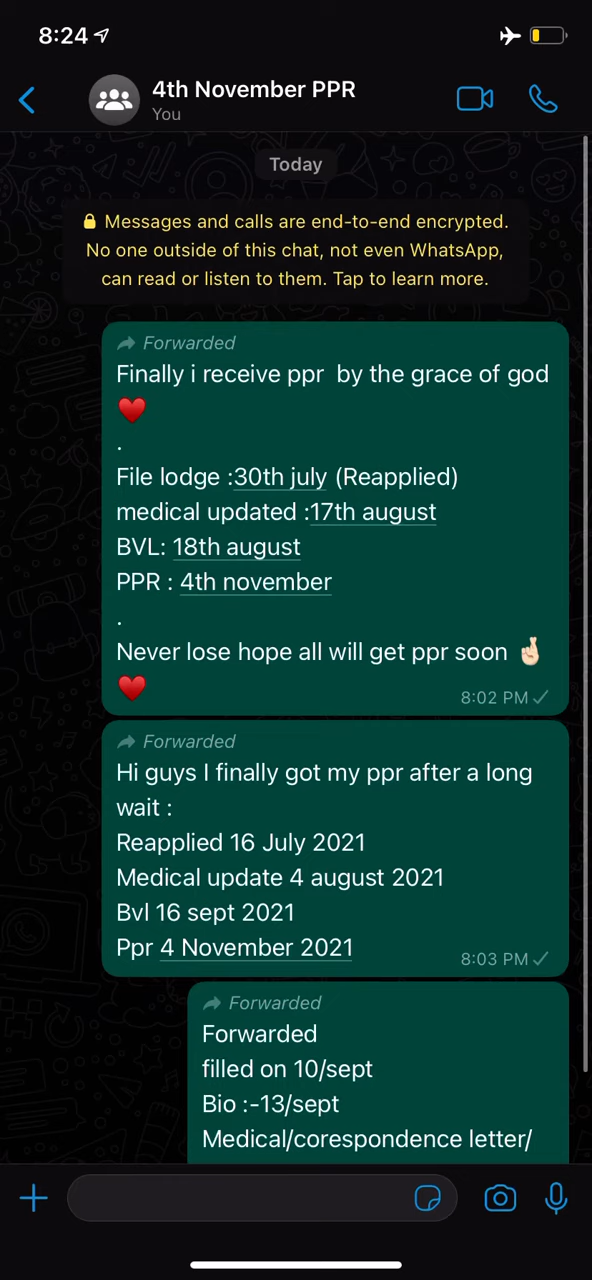 8:24
4th November PPR
You
Today
Messages and calls are end-to-end encrypted.
No one outside of this chat, not even WhatsApp,
can read or listen to them. Tap to learn more.
Forwarded
Finally i receive ppr  by the grace of god
♥️
.
File lodge :30th july (Reapplied)
medical updated :17th august
BVL: 18th august
PPR : 4th november
.
Never lose hope all will get ppr soon 🤞🏻
♥️
8:02 PM
Forwarded
Hi guys I finally got my ppr after a long
wait :
Reapplied 16 July 2021
Medical update 4 august 2021
Bvl 16 sept 2021
Ppr 4 November 2021
8:03 PM
Forwarded
Forwarded
filled on 10/sept
Bio :-13/sept
Medical/corespondence letter/